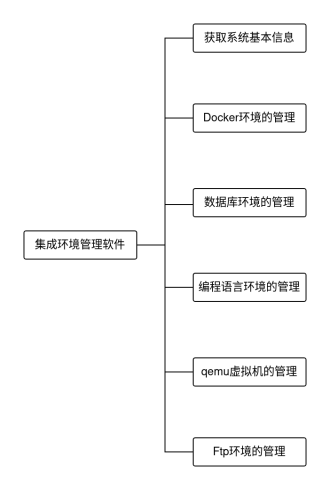 获取系统基本信息
Docker环境的管理
数据库环境的管理
集成环境管理软件
编程语言环境的管理
qemu虚拟机的管理
Ftp环境的管理